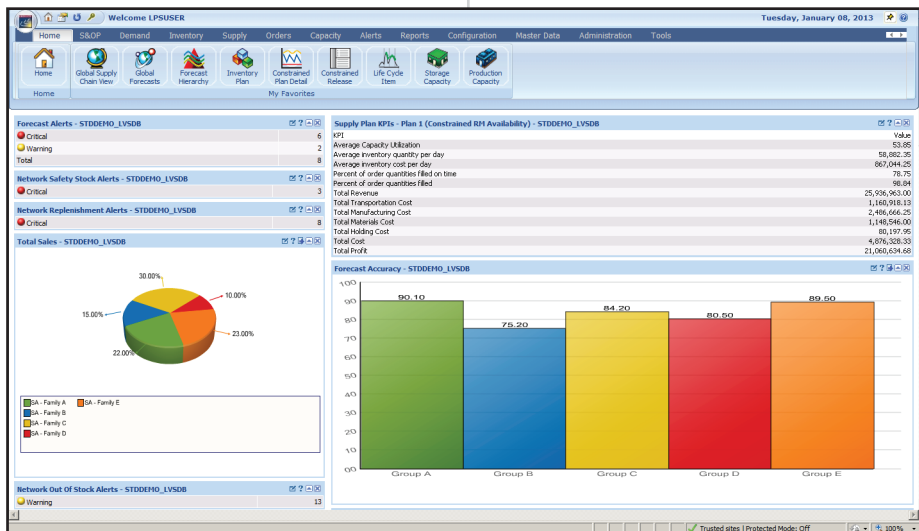 Welcome LPSUSER
Tuesday, January 08, 2013
Home S&OP Demand Inventory Supply Orders Capacity Alerts Reports Configuration Master Data Administration Tools
Home
Global Supply Chain View
Global Forecasts
Forecast Hierarchy
Inventory Plan
Constrained Plan Detail
Constrained Release
Life Cycle Item
Storage Capacity
Production Capacity
Home My Favorites
Forecast Alerts - STDDEMO_LVSDB
Critical 6
Warning 2
Total 8
Network Safety Stock Alerts - STDDEMO_LVSDB
Critical 3
Network Replenishment Alerts - STDDEMO_LVSDB
Critical 8
Total Sales - STDDEMO_LVSDB
30.00%
10.00%
15.00%
23.00%
22.00%
SA - Family A SA - Family E
SA - Family B
SA - Family C
SA - Family D
Network Out Of Stock Alerts - STDDEMO_LVSDB
Warning 13
Supply Plan KPIs - Plan 1 (Constrained RM Availability) - STDDEMO_LVSDB
KPI Value
Average Capacity Utilization 53.85
Average inventory quantity per day 58,882.35
Average inventory cost per day 867,044.25
Percent of order quantities filled on time 78.75
Percent of order quantities filled 98.84
Total Revenue 25,936,963.00
Total Transportation Cost 1,160,918.13
Total Manufacturing Cost 2,486,666.25
Total Materials Cost 1,148,546.00
Total Holding Cost 80,197.95
Total Cost 4,876,328.33
Total Profit 21,060,634.68
Forecast Accuracy - STDDEMO_LVSDB
100
90
80
70
60
50
40
30
20
10
00
90.10
75.20
84.20
80.50
89.50
Group A Group B Group C Group D Group E
Trusted sites | Protected Mode: Off
100%